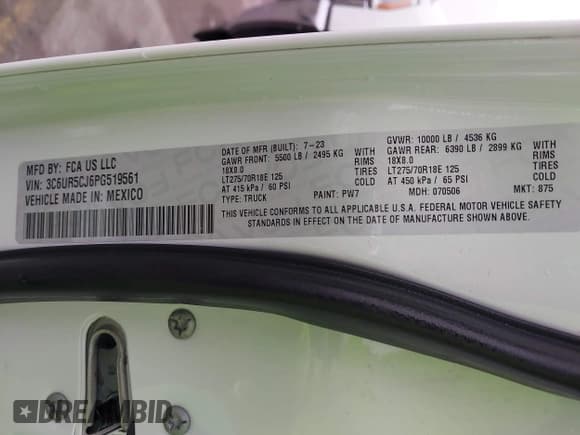 MFD BY: FCA US LLC
VIN: 3C6UR5CJ6PG519561
VEHICLE MADE IN: MEXICO
DATE OF MFR (BUILT): 7-23
GAWR FRONT: 5500 LB / 2495 KG
18X8.0 RIMS
LT275/70R18E 125 TIRES
AT 415 kPa / 60 PSI COLD
TYPE: TRUCK PAINT: PW7
GVWR: 10000 LB / 4536 KG
GAWR REAR: 6390 LB / 2899 KG
18X8.0 RIMS
LT275/70R18E 125 TIRES
AT 450 kPa / 65 PSI COLD
MDH: 070506 MKT: 875
THIS VEHICLE CONFORMS TO ALL APPLICABLE U.S.A. FEDERAL MOTOR VEHICLE SAFETY
STANDARDS IN EFFECT ON THE DATE OF MANUFACTURE SHOWN ABOVE.
DREAMBID